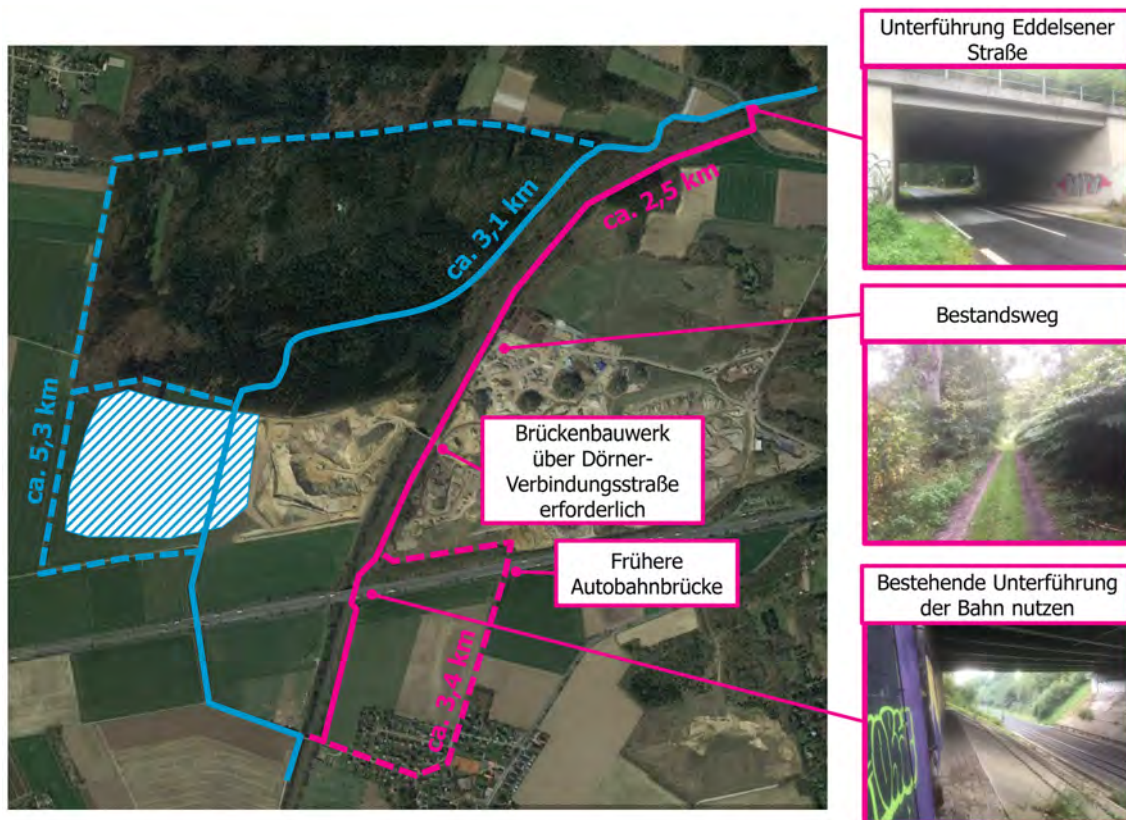 Unterführung Eddelsener
Straße
ca. 2,5 km
ca. 3,1 km
Bestandsweg
ca. 5,3 km
Brückenbauwerk
über Dörner-
Verbindungsstraße
erforderlich
Frühere
Autobahnbrücke
Bestehende Unterführung
der Bahn nutzen
ca. 3,4 km